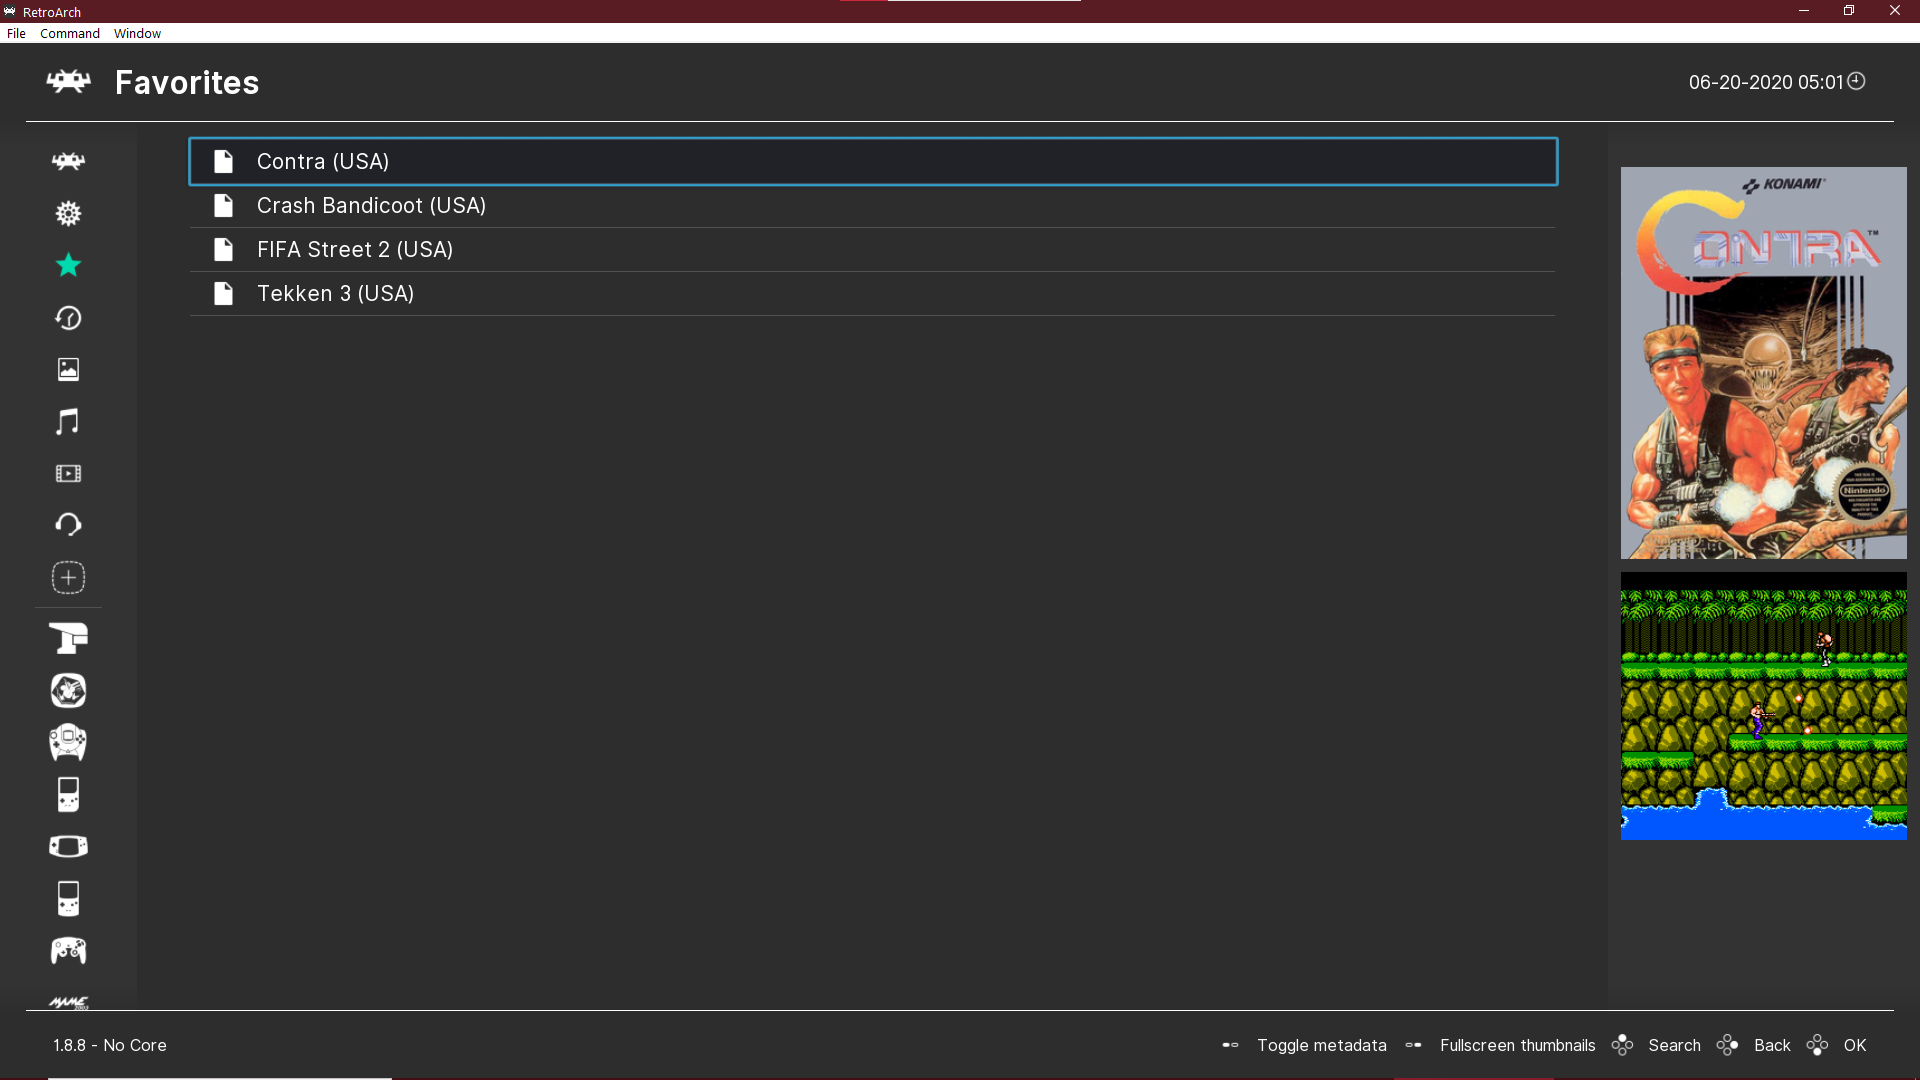 RetroArch
File Command Window
Favorites
06-20-2020 05:01
Contra (USA)
Crash Bandicoot (USA)
FIFA Street 2 (USA)
Tekken 3 (USA)
KONAMI®
CONTRA™
Nintendo
MAME
2003
1.8.8 - No Core
Toggle metadata Fullscreen thumbnails Search Back OK